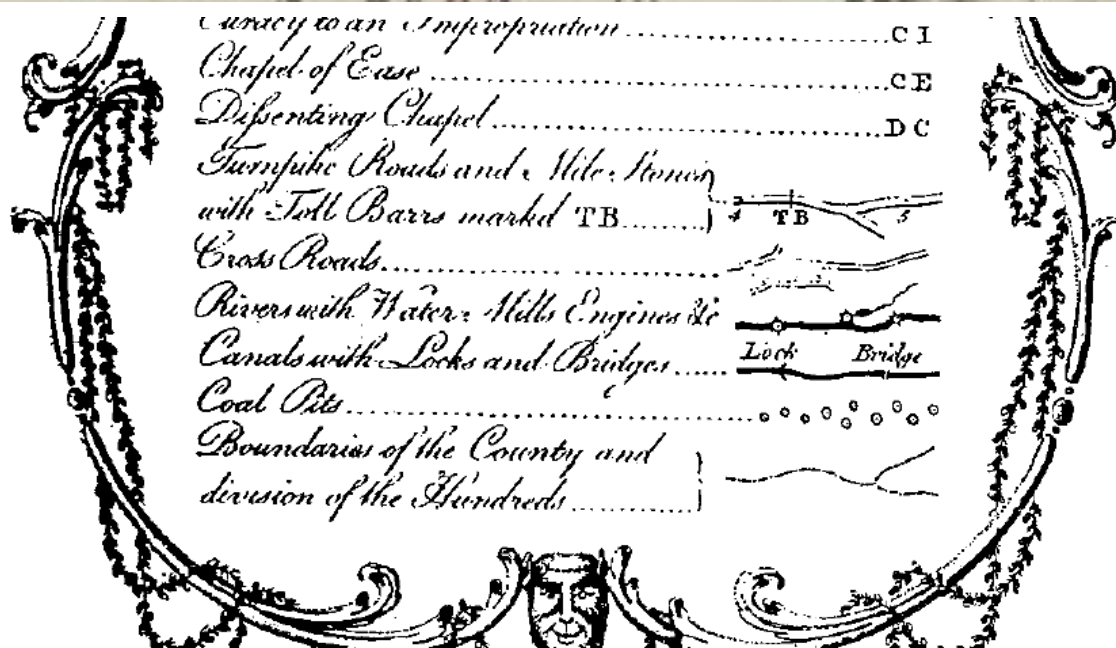 Curacy to an Impropriation C I
Chapel of Ease C E
Dissenting Chapel D C
Turnpike Roads and Mile Stones
with Toll Barrs markd TB 4 TB 5
Cross Roads
Rivers with Water Mills Engines &c
Canals with Locks and Bridges Lock Bridge
Coal Pits
Boundaries of the County and
division of the Hundreds